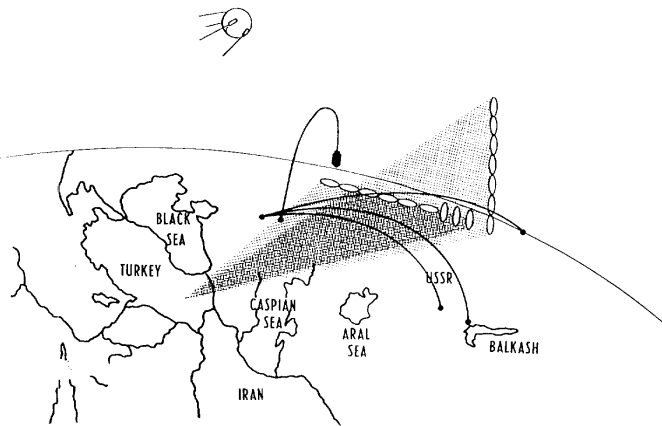 BLACK
SEA
TURKEY
USSR
CASPIAN
SEA
ARAL
SEA
BALKASH
IRAN